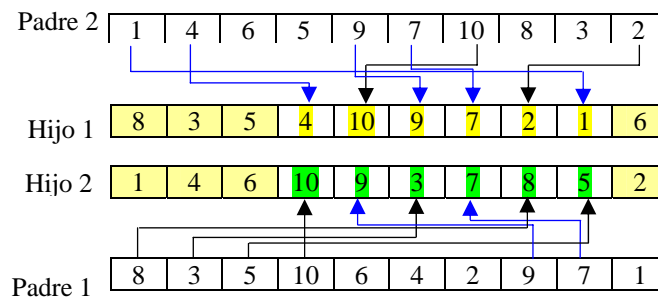 Padre 2 1 4 6 5 9 7 10 8 3 2
Hijo 1 8 3 5 4 10 9 7 2 1 6
Hijo 2 1 4 6 10 9 3 7 8 5 2
Padre 1 8 3 5 10 6 4 2 9 7 1